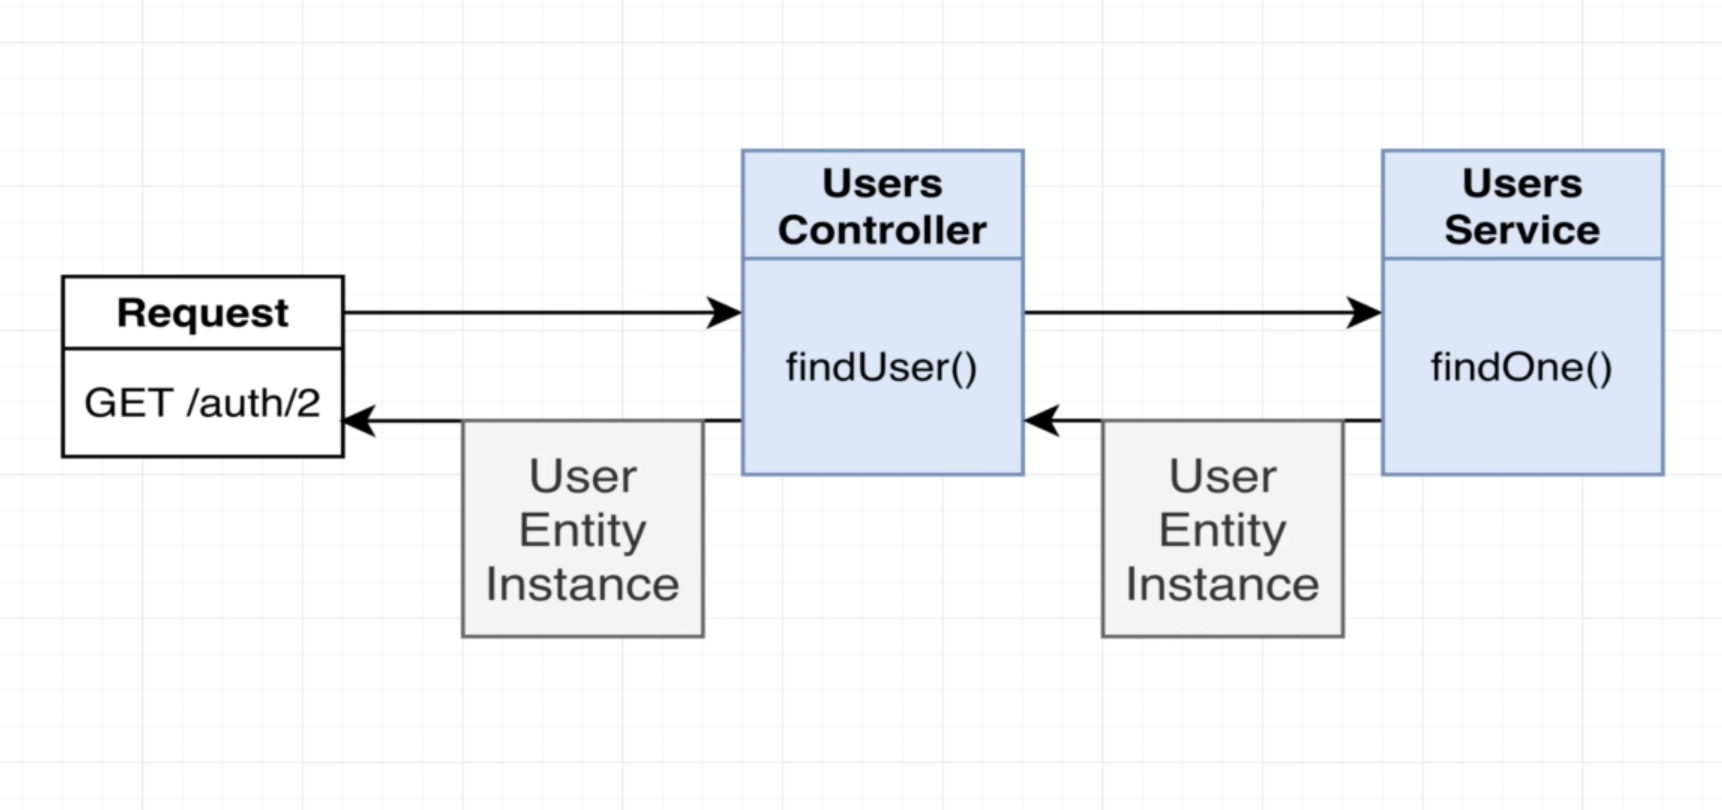 Request
GET /auth/2
User
Entity
Instance
Users
Controller
findUser()
User
Entity
Instance
Users
Service
findOne()